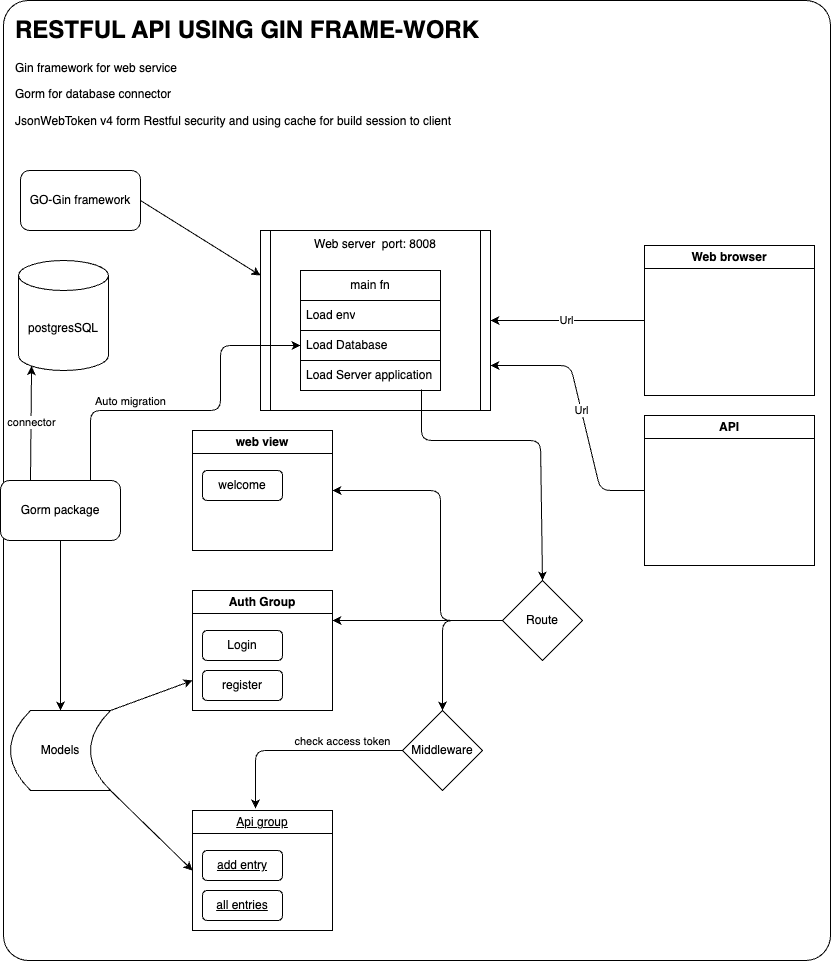 RESTFUL API USING GIN FRAME-WORK
Gin framework for web service
Gorm for database connector
JsonWebToken v4 form Restful security and using cache for build session to client
GO-Gin framework
Web server port: 8008
main fn
Load env
Load Database
Load Server application
Web browser
Url
postgresSQL
Auto migration
connector
Url
API
web view
welcome
Gorm package
Auth Group
Login
register
Route
Models
check access token
Middleware
Api group
add entry
all entries